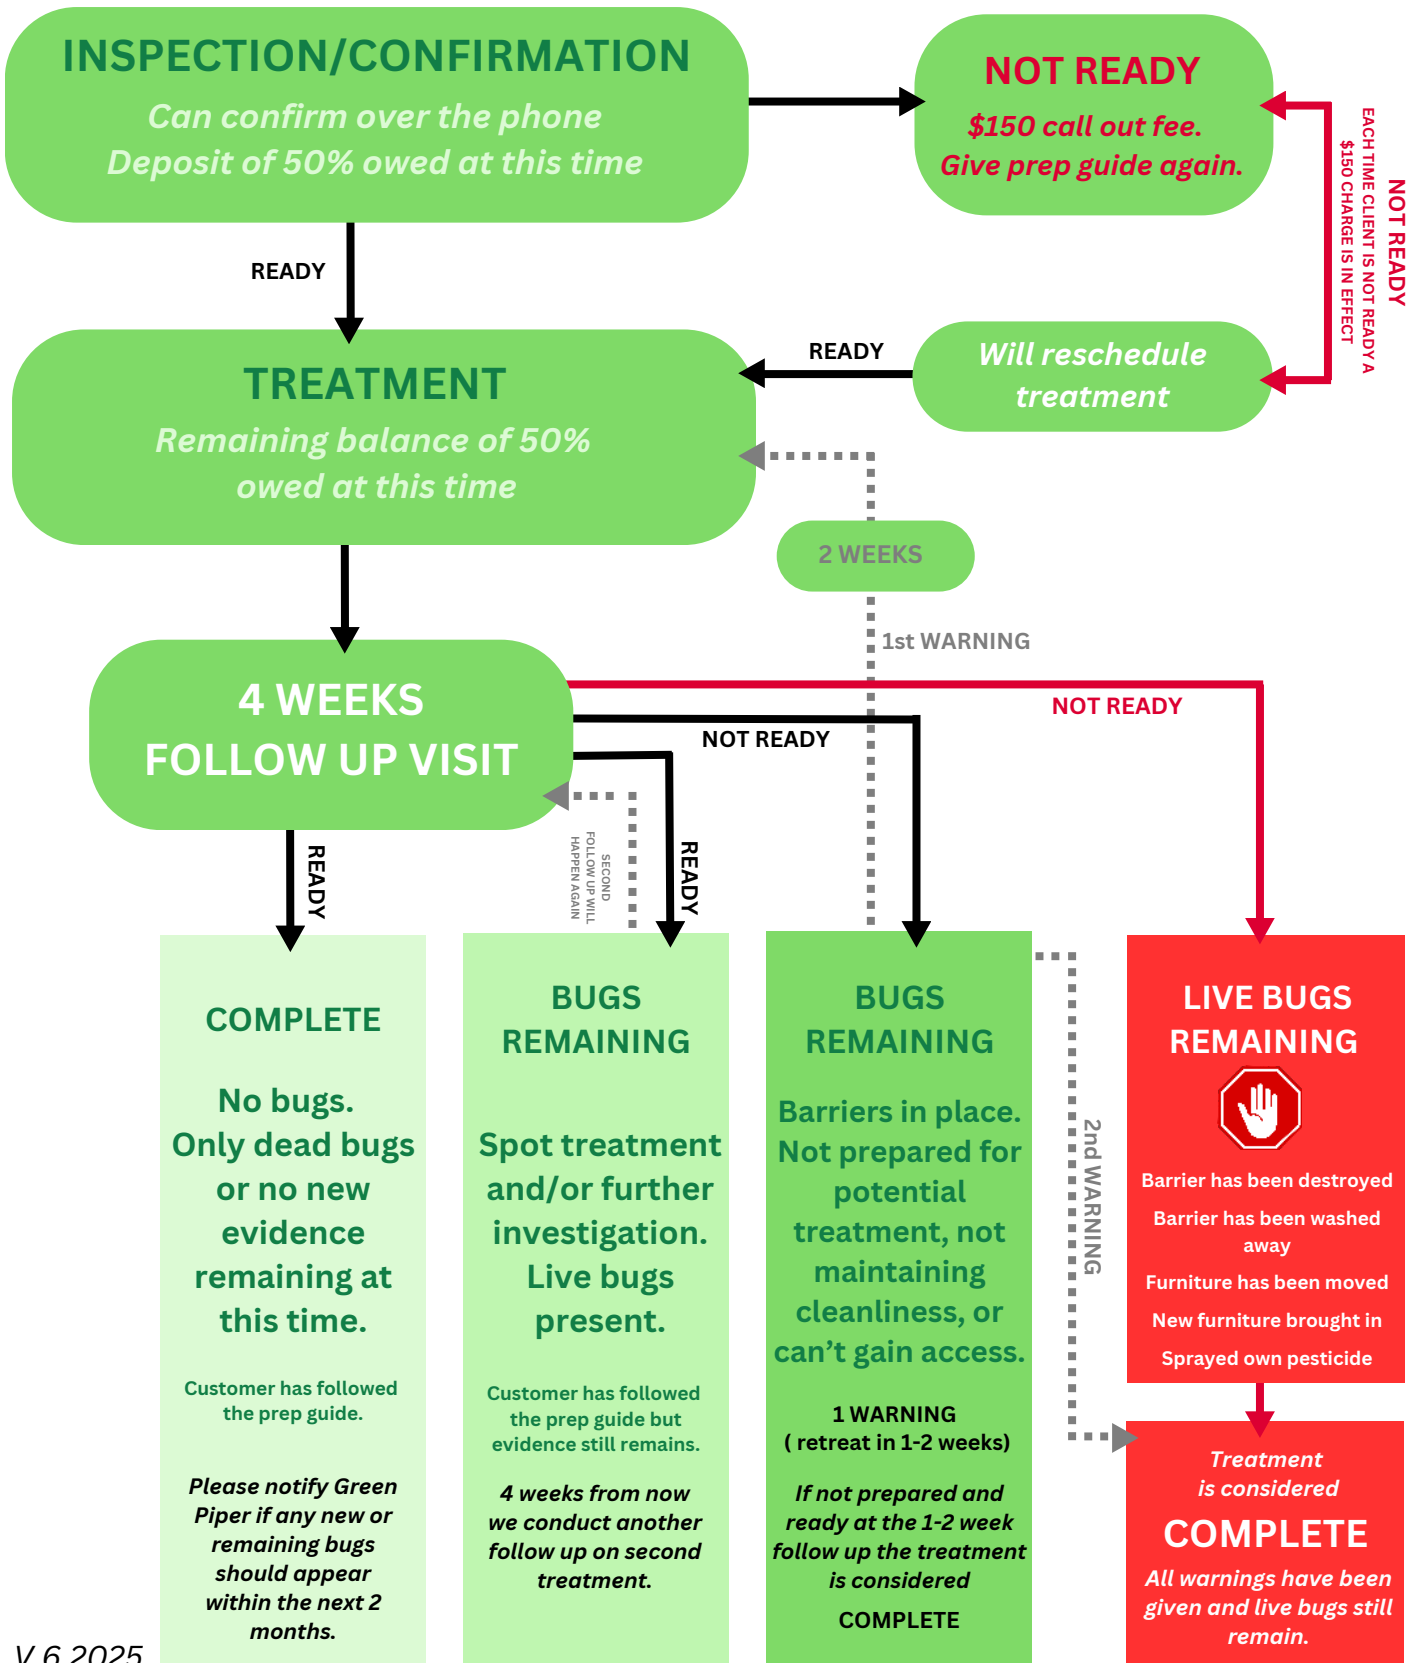 INSPECTION/CONFIRMATION
Can confirm over the phone
Deposit of 50% owed at this time
NOT READY
$150 call out fee.
Give prep guide again.
NOT READY
EACH TIME CLIENT IS NOT READY A
$150 CHARGE IS IN EFFECT
READY
TREATMENT
Remaining balance of 50%
owed at this time
READY
Will reschedule
treatment
2 WEEKS
1st WARNING
4 WEEKS
FOLLOW UP VISIT
NOT READY
NOT READY
READY
SECOND
FOLLOW UP WILL
HAPPEN AGAIN
READY
COMPLETE
No bugs.
Only dead bugs
or no new
evidence
remaining at
this time.
Customer has followed
the prep guide.
Please notify Green
Piper if any new or
remaining bugs
should appear
within the next 2
months.
BUGS
REMAINING
Spot treatment
and/or further
investigation.
Live bugs
present.
Customer has followed
the prep guide but
evidence still remains.
4 weeks from now
we conduct another
follow up on second
treatment.
BUGS
REMAINING
Barriers in place.
Not prepared for
potential
treatment, not
maintaining
cleanliness, or
can't gain access.
1 WARNING
( retreat in 1-2 weeks)
If not prepared and
ready at the 1-2 week
follow up the treatment
is considered
COMPLETE
2nd WARNING
LIVE BUGS
REMAINING
Barrier has been destroyed
Barrier has been washed
away
Furniture has been moved
New furniture brought in
Sprayed own pesticide
Treatment
is considered
COMPLETE
All warnings have been
given and live bugs still
remain.
V 6 2025